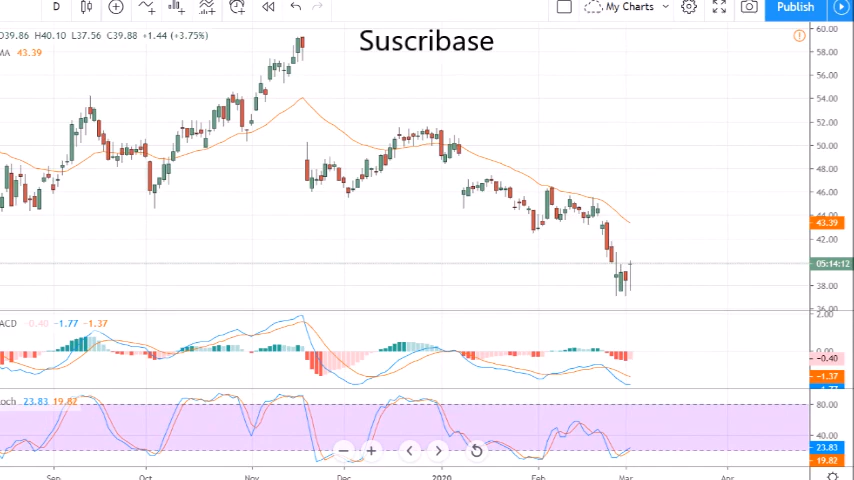 D
My Charts
Publish
O39.86 H40.10 L37.56 C39.88 +1.44 (+3.75%)
MA 43.39
Suscribase
60.00
58.00
56.00
54.00
52.00
50.00
48.00
46.00
44.00
43.39
42.00
05:14:12
38.00
36.00
ACD -0.40 -1.77 -1.37
2.00
0.00
-0.40
-1.37
-1.77
och 23.83 19.82
80.00
40.00
23.83
19.82
Sep Oct Nov Dec 2020 Feb Mar Apr